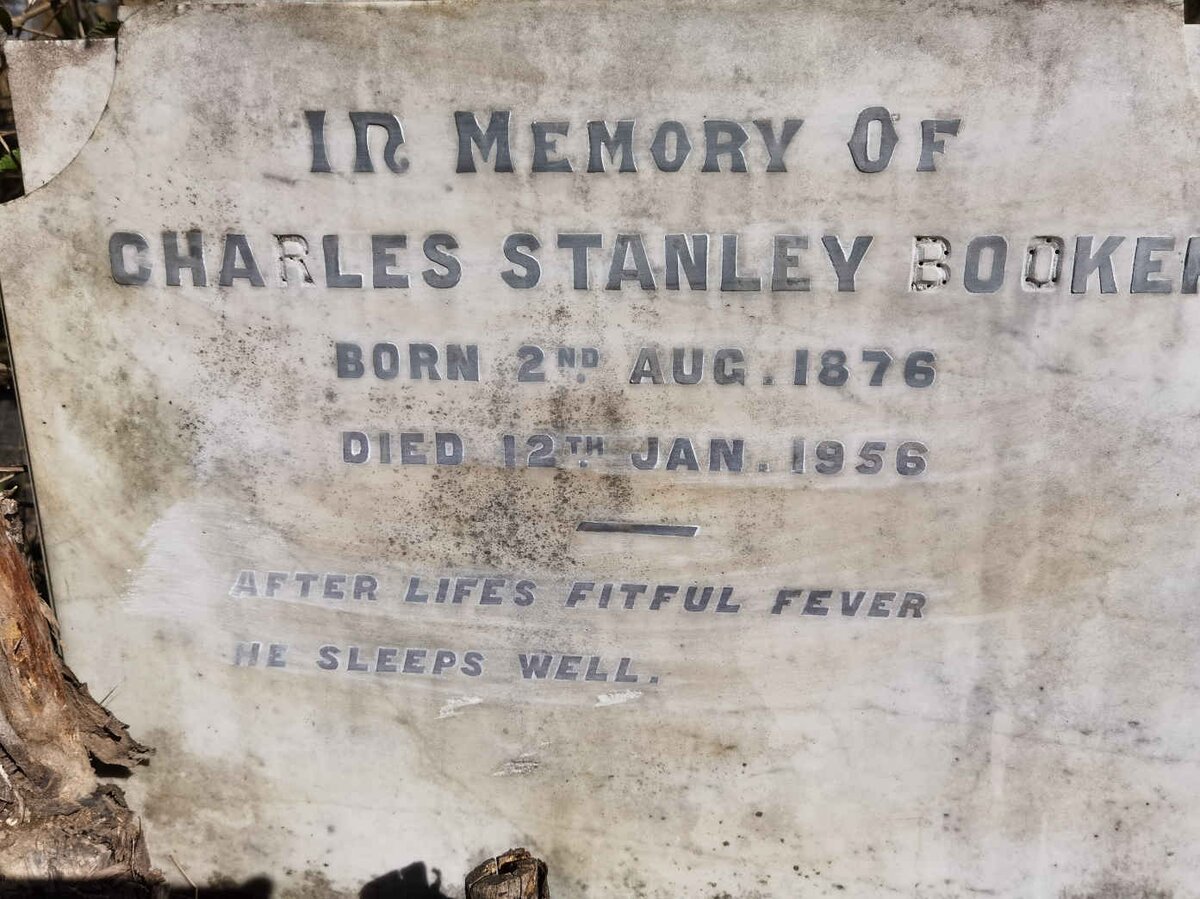 In Memory Of
CHARLES STANLEY BOOKER
BORN 2ND AUG. 1876
DIED 12TH JAN. 1956
AFTER LIFES FITFUL FEVER
HE SLEEPS WELL.